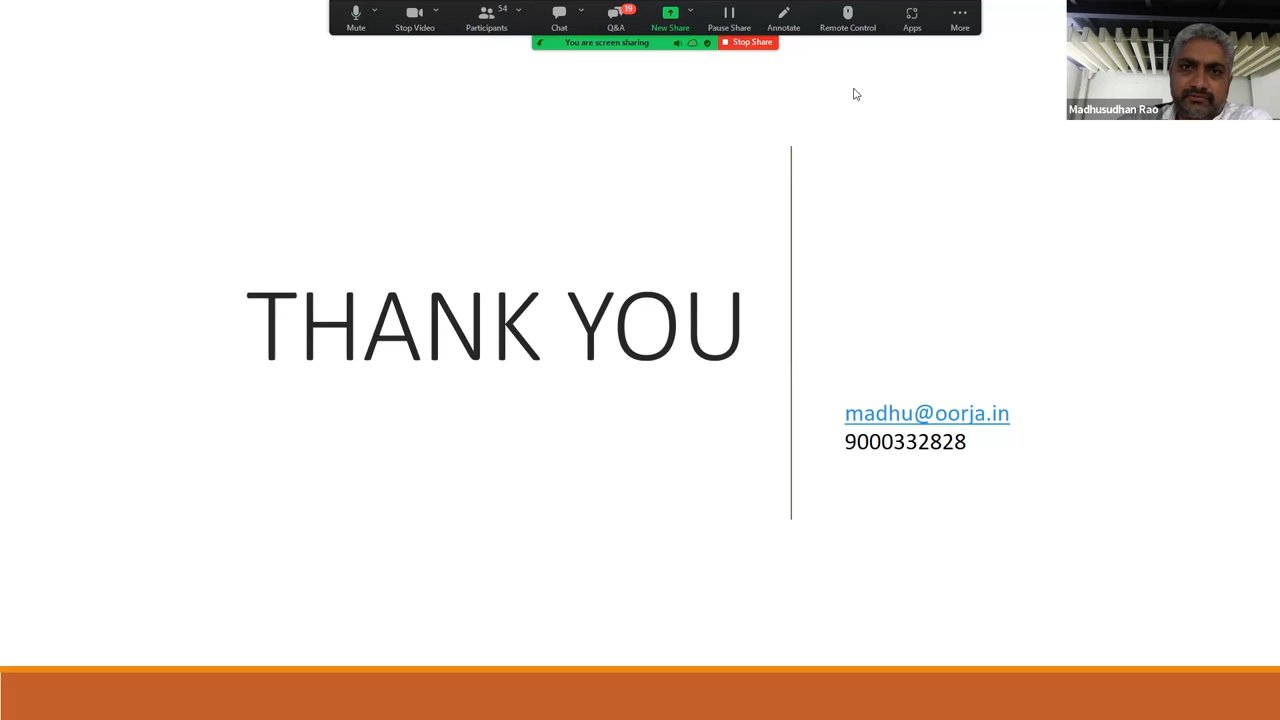 54
19
Mute
Stop Video
Participants
Chat
Q&A
New Share
Pause Share
Annotate
Remote Control
Apps
More
You are screen sharing
Stop Share
Madhusudhan Rao
THANK YOU
madhu@oorja.in
9000332828